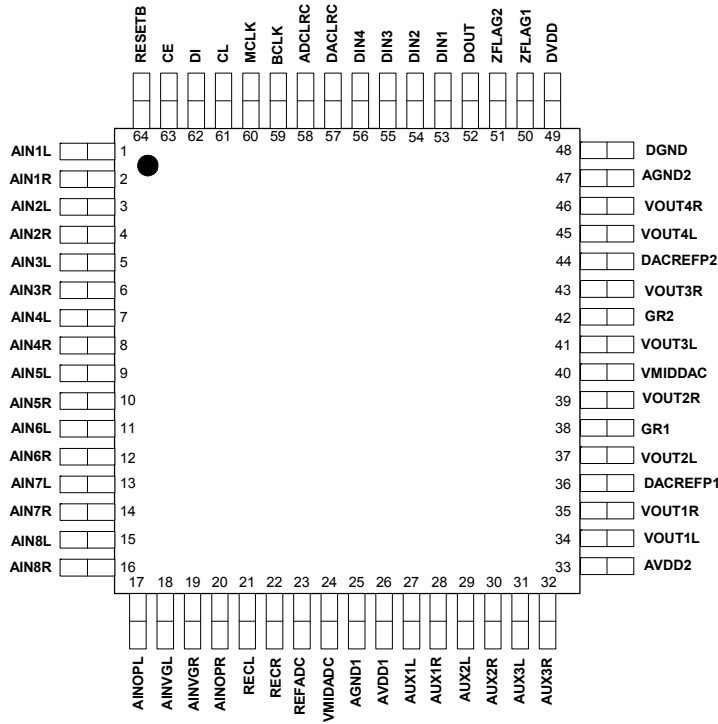 RESETB
CE
DI
CL
MCLK
BCLK
ADCLRC
DACLRC
DIN4
DIN3
DIN2
DIN1
DOUT
ZFLAG2
ZFLAG1
DVDD
64 63 62 61 60 59 58 57 56 55 54 53 52 51 50 49
AIN1L 1
AIN1R 2
AIN2L 3
AIN2R 4
AIN3L 5
AIN3R 6
AIN4L 7
AIN4R 8
AIN5L 9
AIN5R 10
AIN6L 11
AIN6R 12
AIN7L 13
AIN7R 14
AIN8L 15
AIN8R 16
48 DGND
47 AGND2
46 VOUT4R
45 VOUT4L
44 DACREFP2
43 VOUT3R
42 GR2
41 VOUT3L
40 VMIDDAC
39 VOUT2R
38 GR1
37 VOUT2L
36 DACREFP1
35 VOUT1R
34 VOUT1L
33 AVDD2
17 18 19 20 21 22 23 24 25 26 27 28 29 30 31 32
AINOPL
AINVGL
AINVGR
AINOPR
RECL
RECR
REFADC
VMIDADC
AGND1
AVDD1
AUX1L
AUX1R
AUX2L
AUX2R
AUX3L
AUX3R